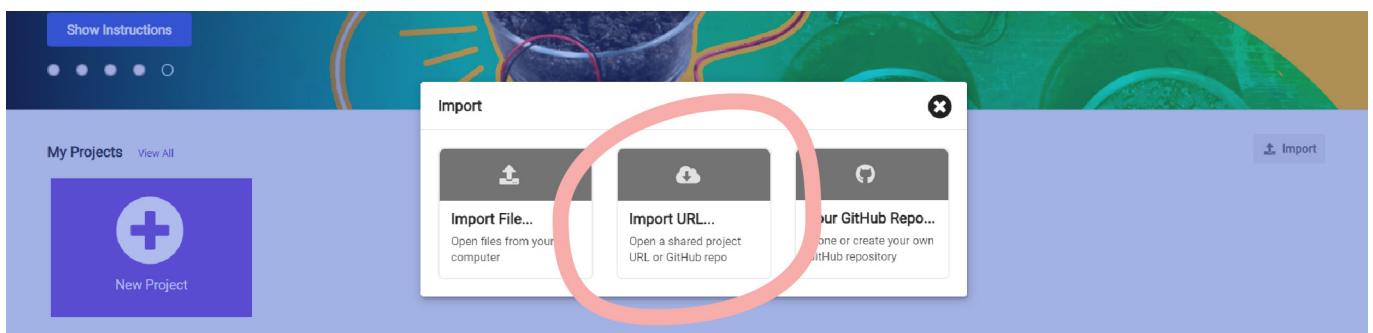 Show Instructions
Import
My Projects View All
Import
Import File...
Open files from your
computer
Import URL...
Open a shared project
URL or GitHub repo
GitHub Repo...
or create your own
repository
New Project